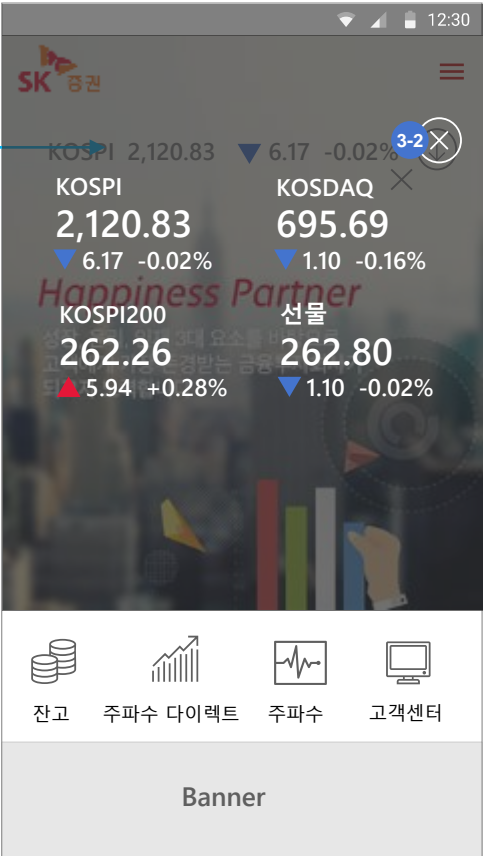 12:30
SK 증권
KOSPI 2,120.83 ▼ 6.17 -0.02%
3-2
KOSPI KOSDAQ
2,120.83 695.69
▼ 6.17 -0.02% ▼ 1.10 -0.16%
Happiness Partner
KOSPI200 선물
262.26 262.80
▲ 5.94 +0.28% ▼ 1.10 -0.02%
잔고 주파수 다이렉트 주파수 고객센터
Banner